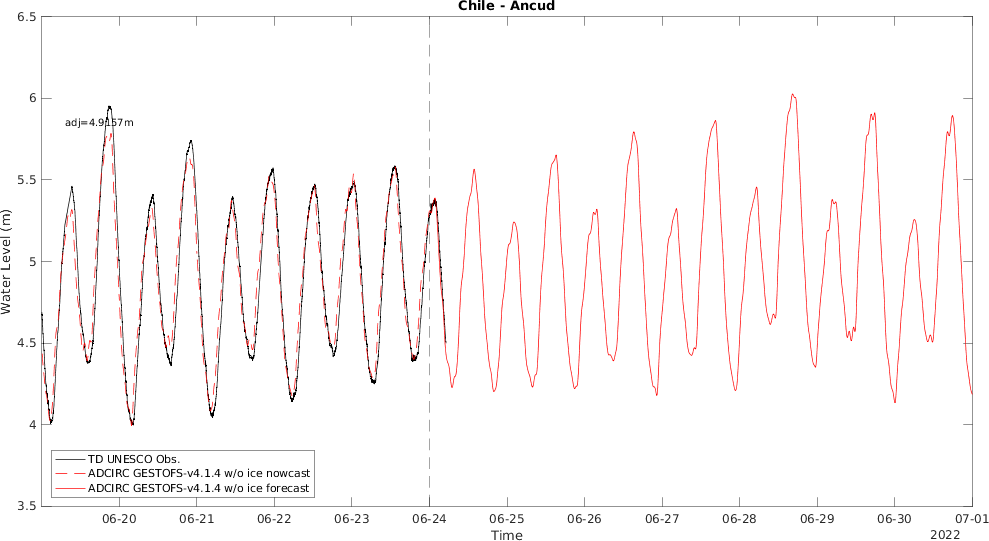 Chile - Ancud
6.5
6
5.5
5
4.5
4
3.5
Water Level (m)
adj=4.9157m
TD UNESCO Obs.
ADCIRC GESTOFS-v4.1.4 w/o ice nowcast
ADCIRC GESTOFS-v4.1.4 w/o ice forecast
06-20 06-21 06-22 06-23 06-24 06-25 06-26 06-27 06-28 06-29 06-30 07-01
Time
2022